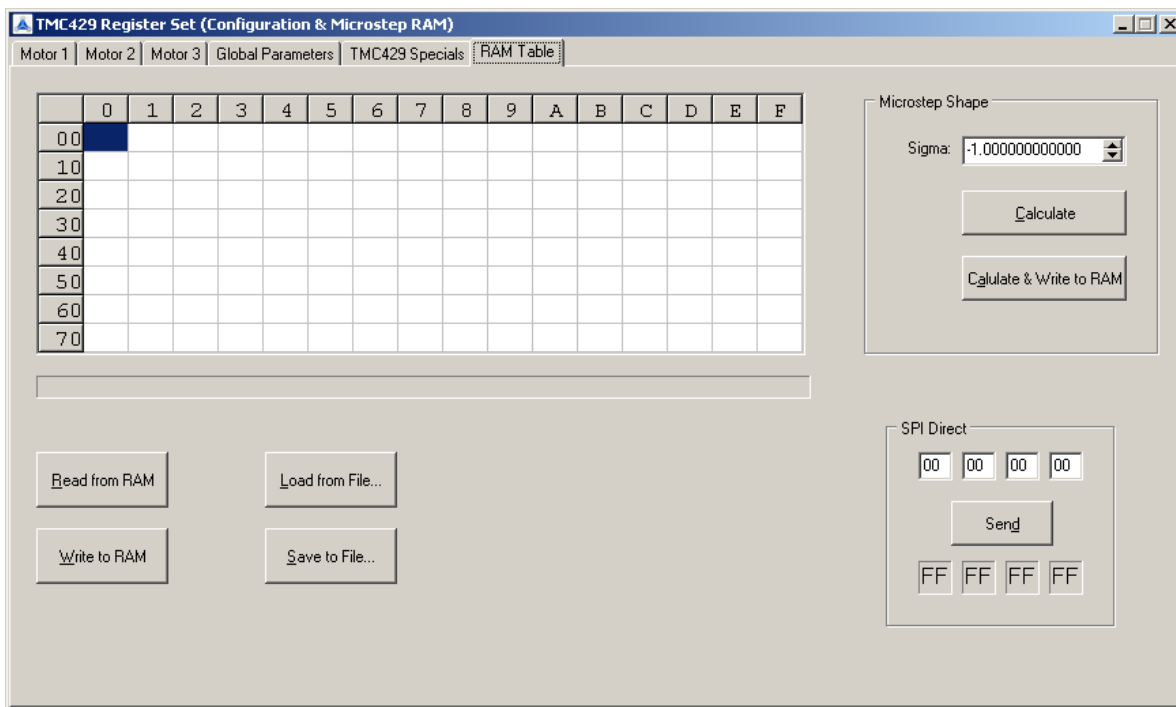 TMC429 Register Set (Configuration & Microstep RAM)
Motor 1 Motor 2 Motor 3 Global Parameters TMC429 Specials RAM Table
0 1 2 3 4 5 6 7 8 9 A B C D E F
00
10
20
30
40
50
60
70
Microstep Shape
Sigma: -1.000000000000
Calculate
Calulate & Write to RAM
Read from RAM
Load from File...
Write to RAM
Save to File...
SPI Direct
00 00 00 00
Send
FF FF FF FF